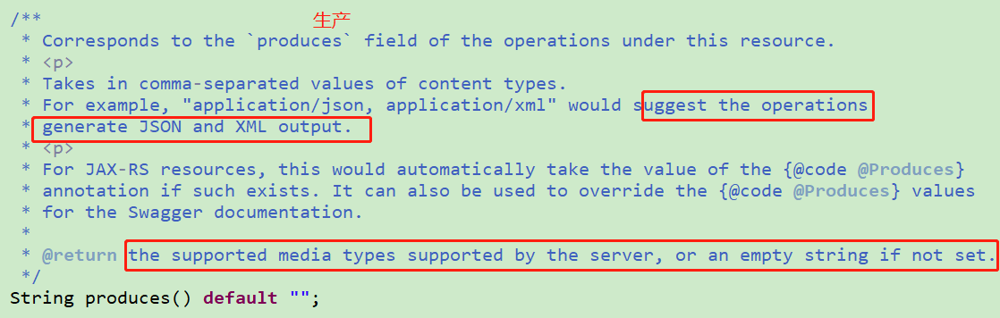 /**
生产
* Corresponds to the `produces` field of the operations under this resource.
* <p>
* Takes in comma-separated values of content types.
* For example, "application/json, application/xml" would suggest the operations
* generate JSON and XML output.
* <p>
* For JAX-RS resources, this would automatically take the value of the {@code @Produces}
* annotation if such exists. It can also be used to override the {@code @Produces} values
* for the Swagger documentation.
*
* @return the supported media types supported by the server, or an empty string if not set.
*/
String produces() default "";